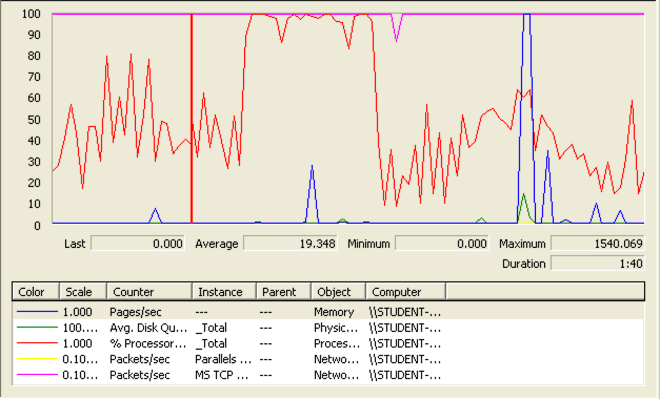 100
90
80
70
60
50
40
30
20
10
0
Last 0.000 Average 19.348 Minimum 0.000 Maximum 1540.069
Duration 1:40
Color Scale Counter Instance Parent Object Computer
1.000 Pages/sec --- --- Memory \\STUDENT-...
100.... Avg. Disk Qu... _Total --- Physic... \\STUDENT-...
1.000 % Processor... _Total --- Proces... \\STUDENT-...
0.10... Packets/sec Parallels ... --- Netwo... \\STUDENT-...
0.10... Packets/sec MS TCP ... --- Netwo... \\STUDENT-...